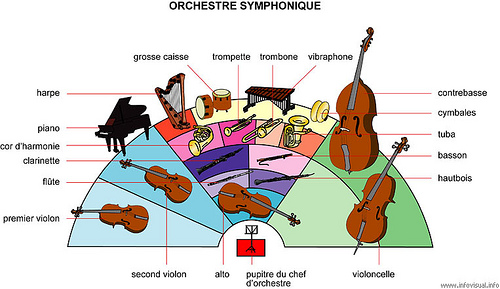 ORCHESTRE SYMPHONIQUE
grosse caisse
trompette
trombone
vibraphone
harpe
piano
cor d'harmonie
clarinette
flûte
premier violon
contrebasse
cymbales
tuba
basson
hautbois
second violon
alto
pupitre du chef
d'orchestre
violoncelle
www.infovisual.info